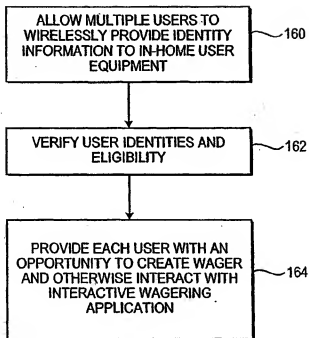 ALLOW MULTIPLE USERS TO
WIRELESSLY PROVIDE IDENTITY
INFORMATION TO IN-HOME USER
EQUIPMENT
160
VERIFY USER IDENTITIES AND
ELIGIBILITY
162
PROVIDE EACH USER WITH AN
OPPORTUNITY TO CREATE WAGER
AND OTHERWISE INTERACT WITH
INTERACTIVE WAGERING
APPLICATION
164